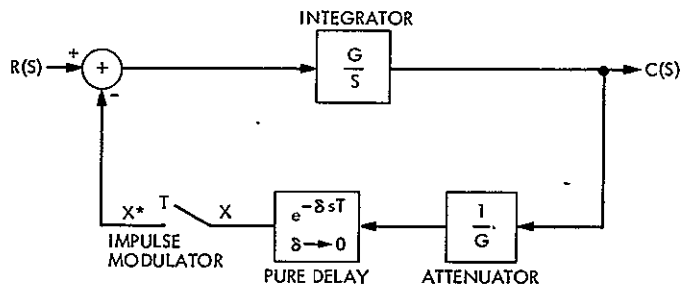 INTEGRATOR
R(S)
+
+
-
G
S
C(S)
X*
T
X
IMPULSE
MODULATOR
e^{-δsT}
δ→0
PURE DELAY
1
G
ATTENUATOR